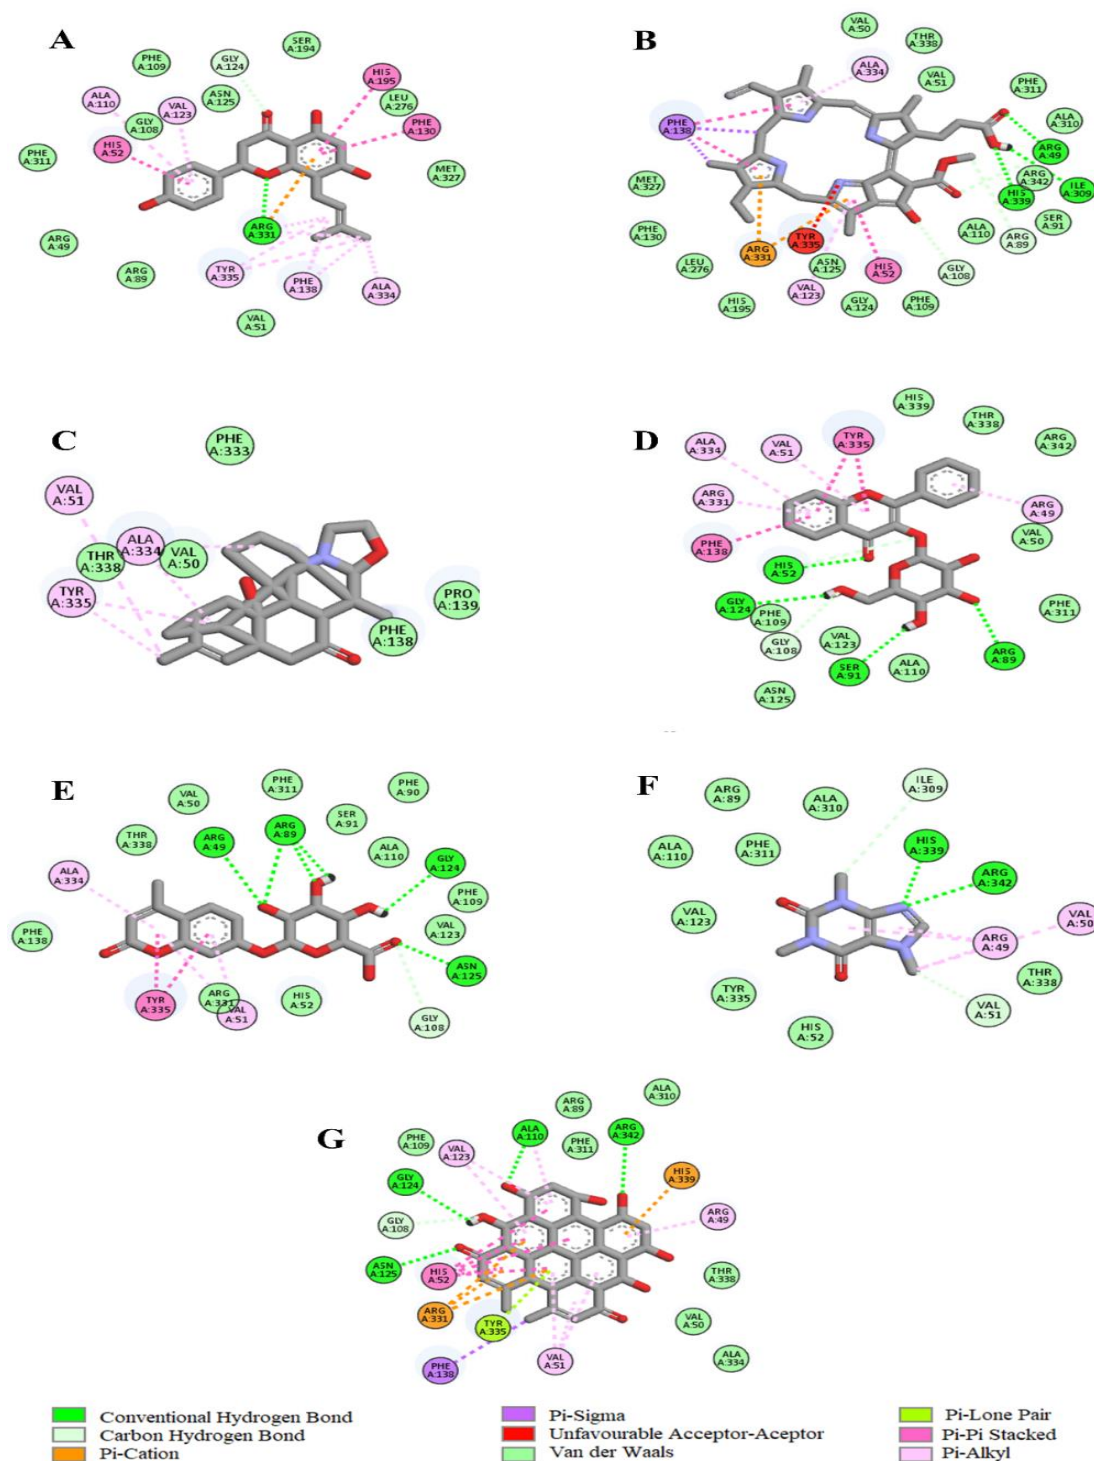 A
SER
A:194
GLY
A:124
PHE
A:109
HIS
A:195
ALA
A:110
ASN
A:125
LEU
A:276
VAL
A:123
GLY
A:108
PHE
A:130
HIS
A:52
PHE
A:311
MET
A:327
ARG
A:331
ARG
A:49
ARG
A:89
TYR
A:335
PHE
A:138
ALA
A:334
VAL
A:51
B
VAL
A:50
THR
A:338
ALA
A:334
VAL
A:51
PHE
A:311
PHE
A:138
ALA
A:310
ARG
A:49
ARG
A:342
MET
A:327
HIS
A:339
ILE
A:309
PHE
A:130
TYR
A:335
ALA
A:110
SER
A:91
ARG
A:89
ARG
A:331
LEU
A:276
ASN
A:125
HIS
A:52
GLY
A:108
HIS
A:195
VAL
A:123
GLY
A:124
PHE
A:109
C
PHE
A:333
VAL
A:51
ALA
A:334
THR
A:338
VAL
A:50
TYR
A:335
PRO
A:139
PHE
A:138
D
HIS
A:339
THR
A:338
ARG
A:342
ALA
A:334
VAL
A:51
TYR
A:335
ARG
A:331
ARG
A:49
PHE
A:138
VAL
A:50
HIS
A:52
GLY
A:124
PHE
A:109
PHE
A:311
GLY
A:108
VAL
A:123
SER
A:91
ALA
A:110
ARG
A:89
ASN
A:125
E
VAL
A:50
PHE
A:311
PHE
A:90
THR
A:338
ARG
A:49
ARG
A:89
SER
A:91
ALA
A:110
GLY
A:124
ALA
A:334
PHE
A:109
PHE
A:138
VAL
A:123
ASN
A:125
TYR
A:335
ARG
A:331
VAL
A:51
HIS
A:52
GLY
A:108
F
ILE
A:309
ARG
A:89
ALA
A:310
ALA
A:110
PHE
A:311
HIS
A:339
ARG
A:342
VAL
A:123
VAL
A:50
ARG
A:49
THR
A:338
TYR
A:335
VAL
A:51
HIS
A:52
G
ARG
A:89
ALA
A:310
PHE
A:109
ALA
A:110
ARG
A:342
VAL
A:123
PHE
A:311
GLY
A:124
HIS
A:339
GLY
A:108
ARG
A:49
ASN
A:125
HIS
A:52
THR
A:338
ARG
A:331
TYR
A:335
VAL
A:50
PHE
A:138
VAL
A:51
ALA
A:334
Conventional Hydrogen Bond
Carbon Hydrogen Bond
Pi-Cation
Pi-Sigma
Unfavourable Acceptor-Aceptor
Van der Waals
Pi-Lone Pair
Pi-Pi Stacked
Pi-Alkyl